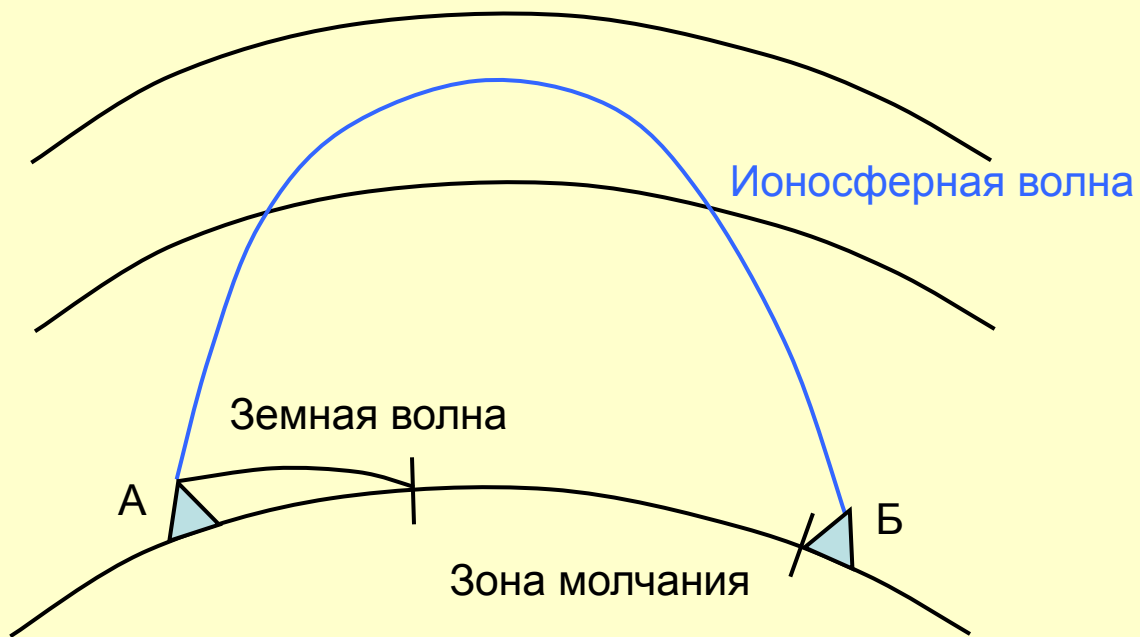 Ионосферная волна
Земная волна
А
Б
Зона молчания